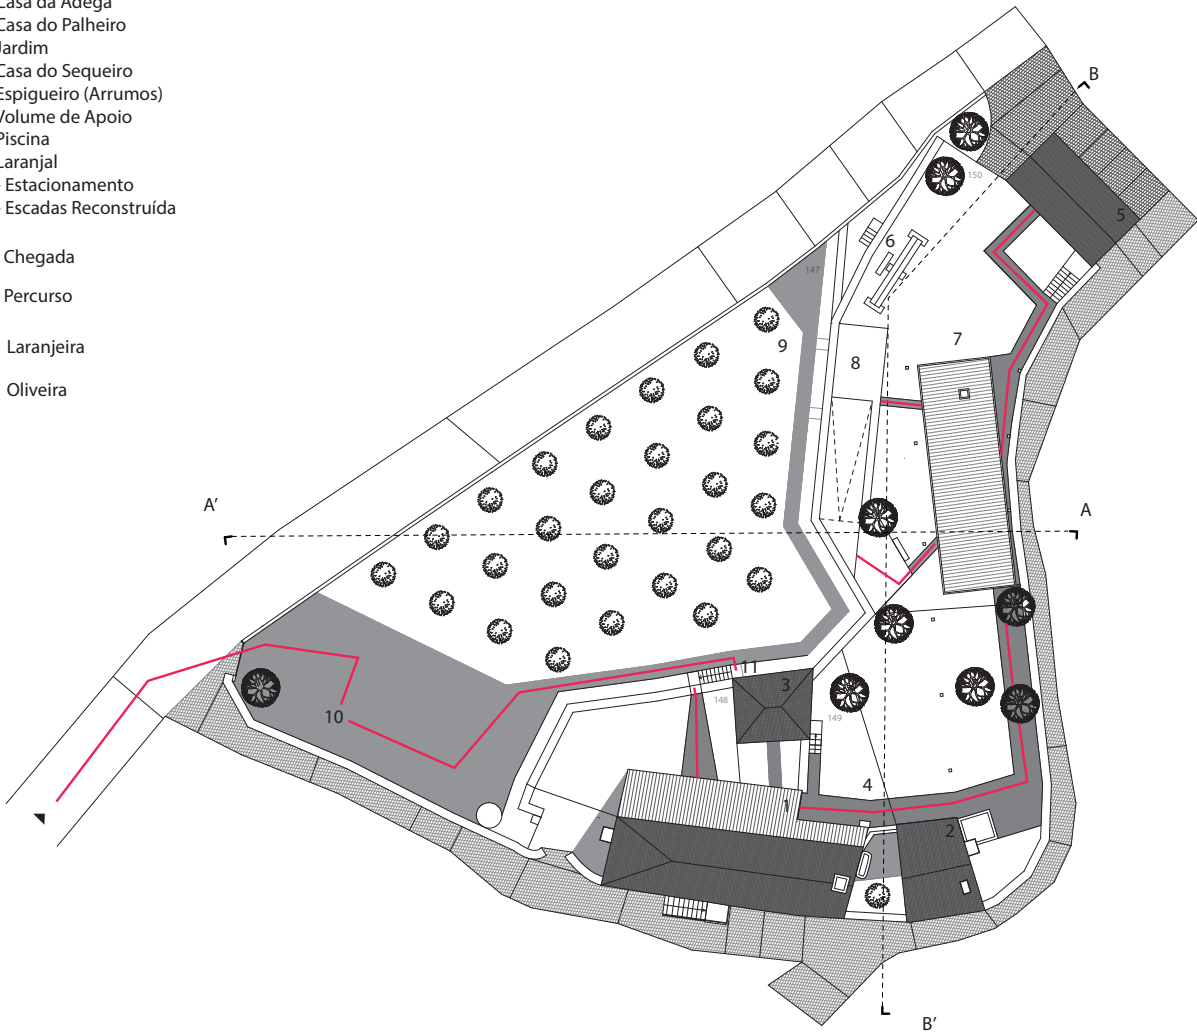 Casa da Adega
Casa do Palheiro
Jardim
Casa do Sequeiro
Espigueiro (Arrumos)
Volume de Apoio
Piscina
Laranjal
Estacionamento
Escadas Reconstruída
Chegada
Percurso
Laranjeira
Oliveira
B
150
5
6
147
7
9
8
A'
A
11
3
148
149
10
4
1
2
B'